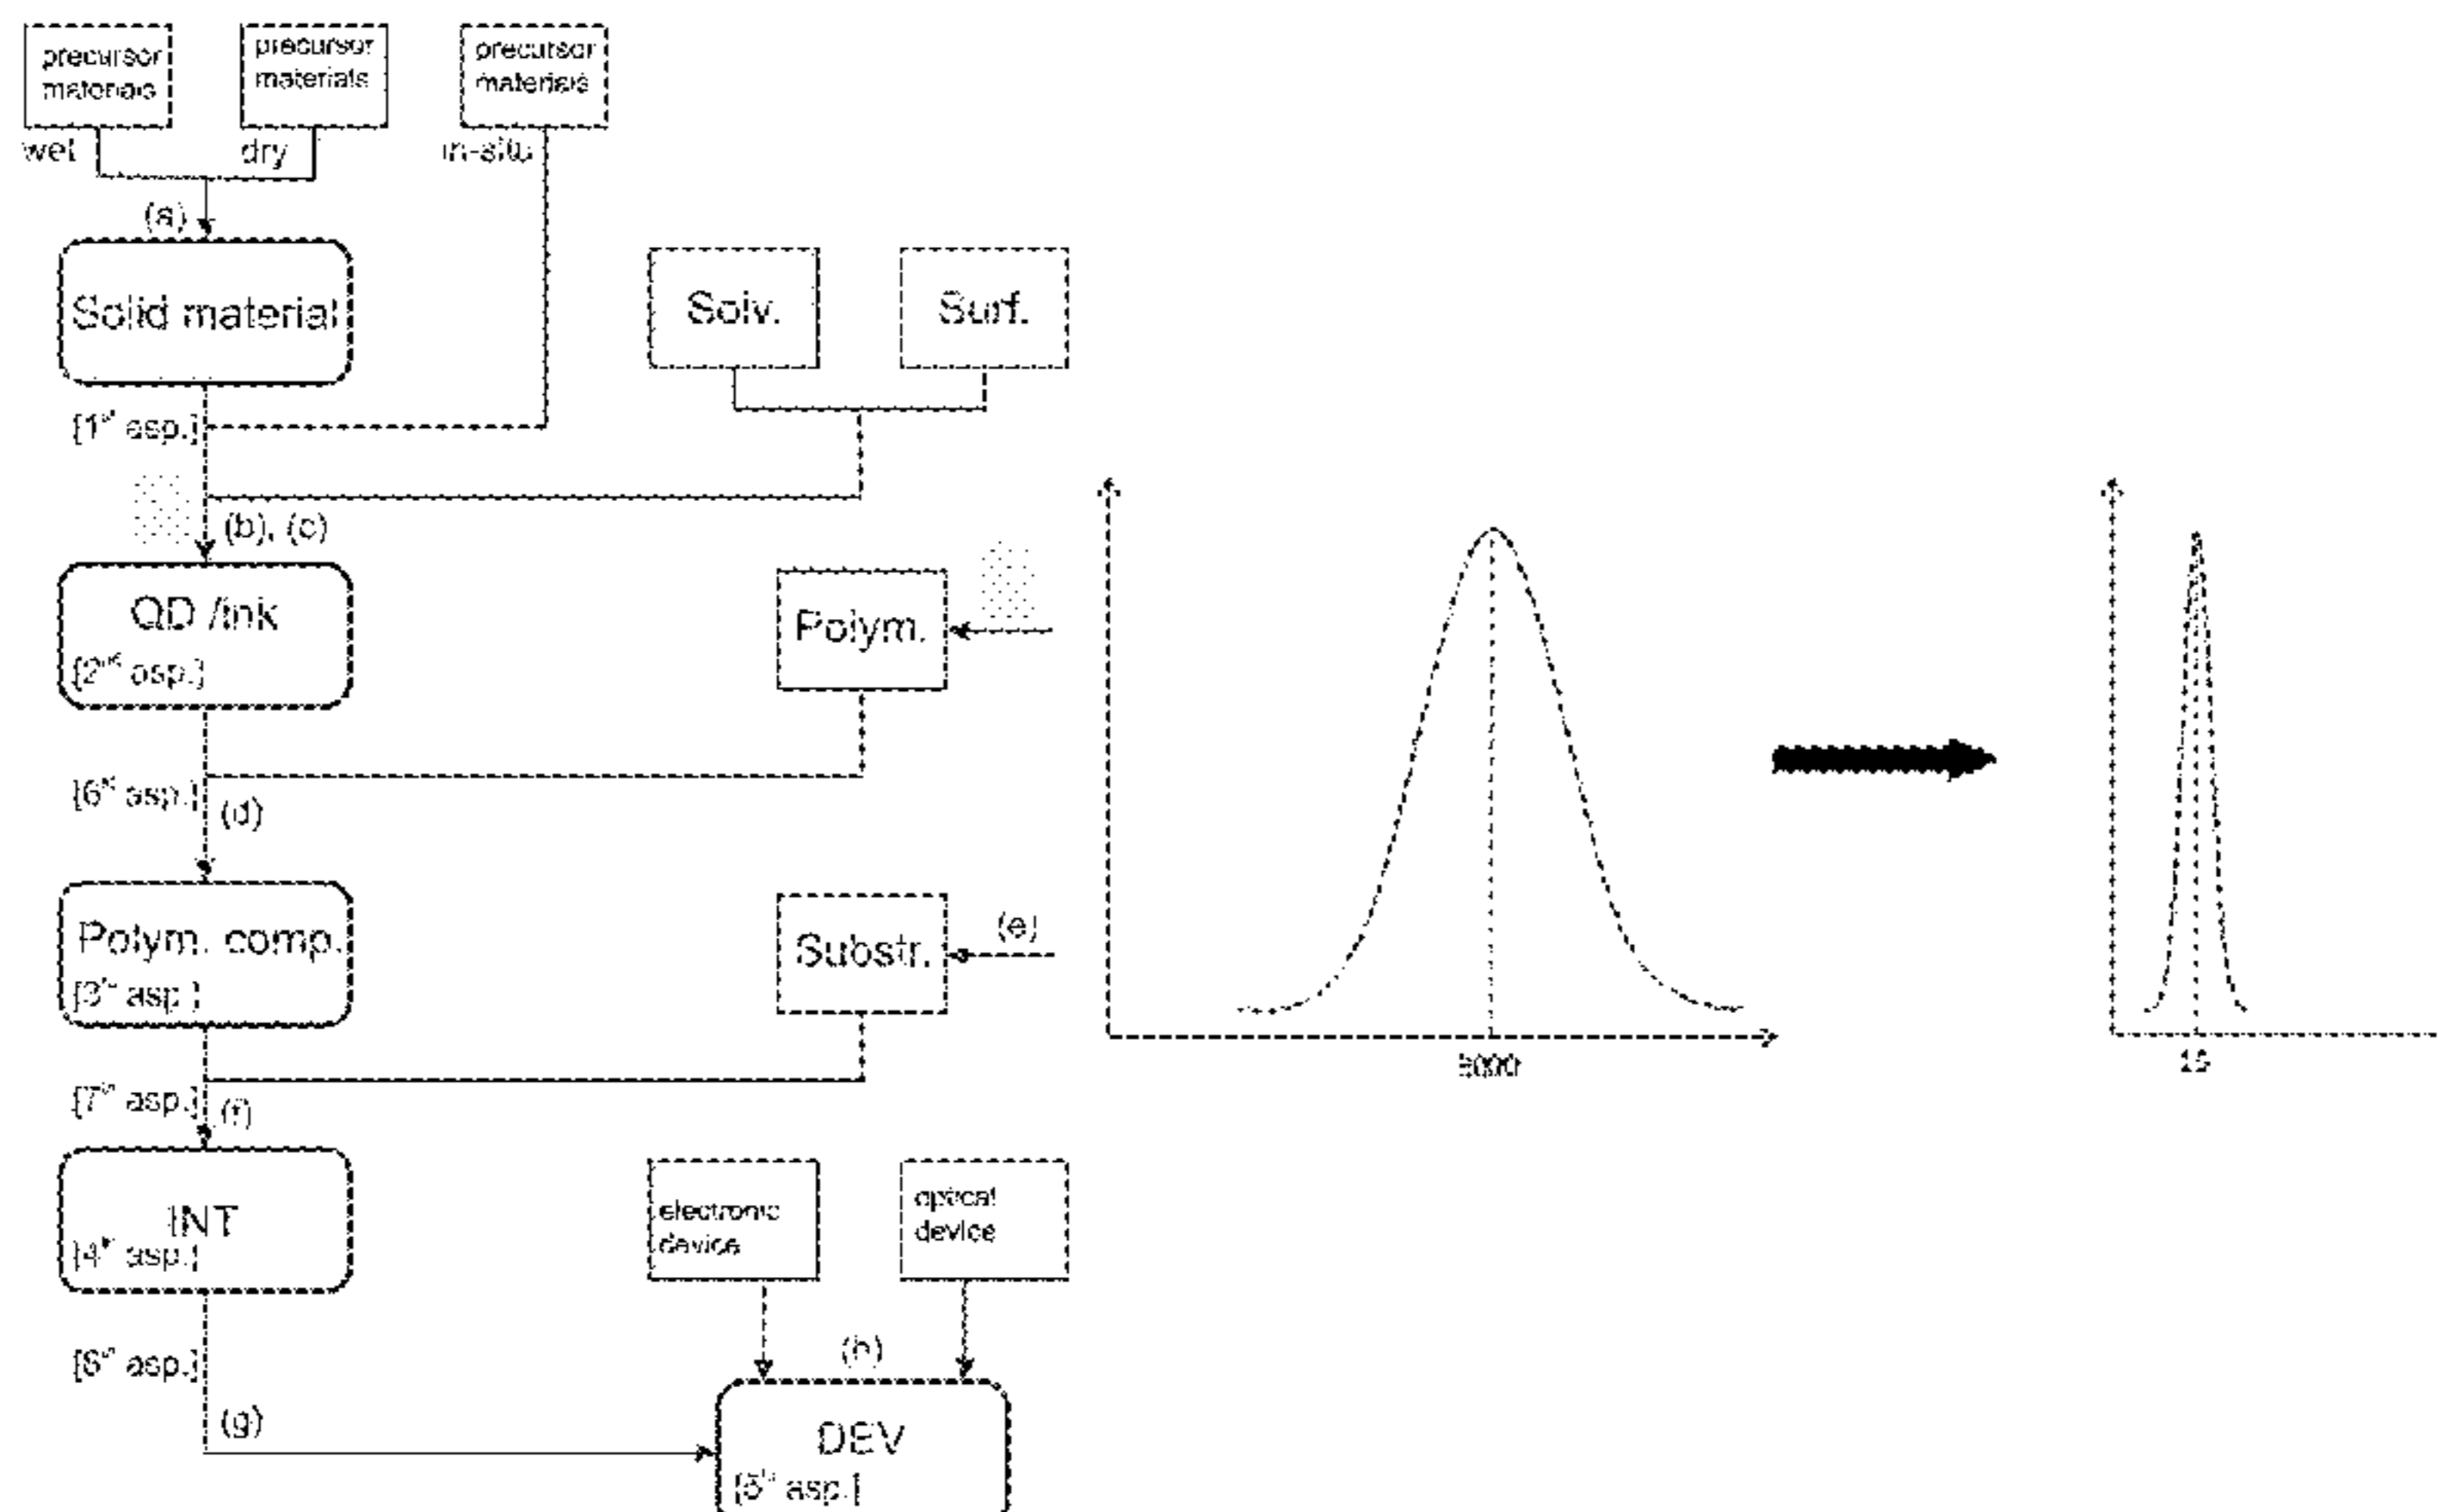 precursor
materials
precursor
materials
precursor
materials
wet
dry
in-situ
(a)
Solid material
Solv.
Surf.
[1st asp.]
(b), (c)
QD /ink
[2nd asp.]
Polym.
[6th asp.]
(d)
Polym. comp.
[3rd asp.]
Substr.
(e)
[7th asp.]
(f)
INT
[4th asp.]
electronic
device
optical
device
[8th asp.]
(h)
(g)
DEV
[5th asp.]